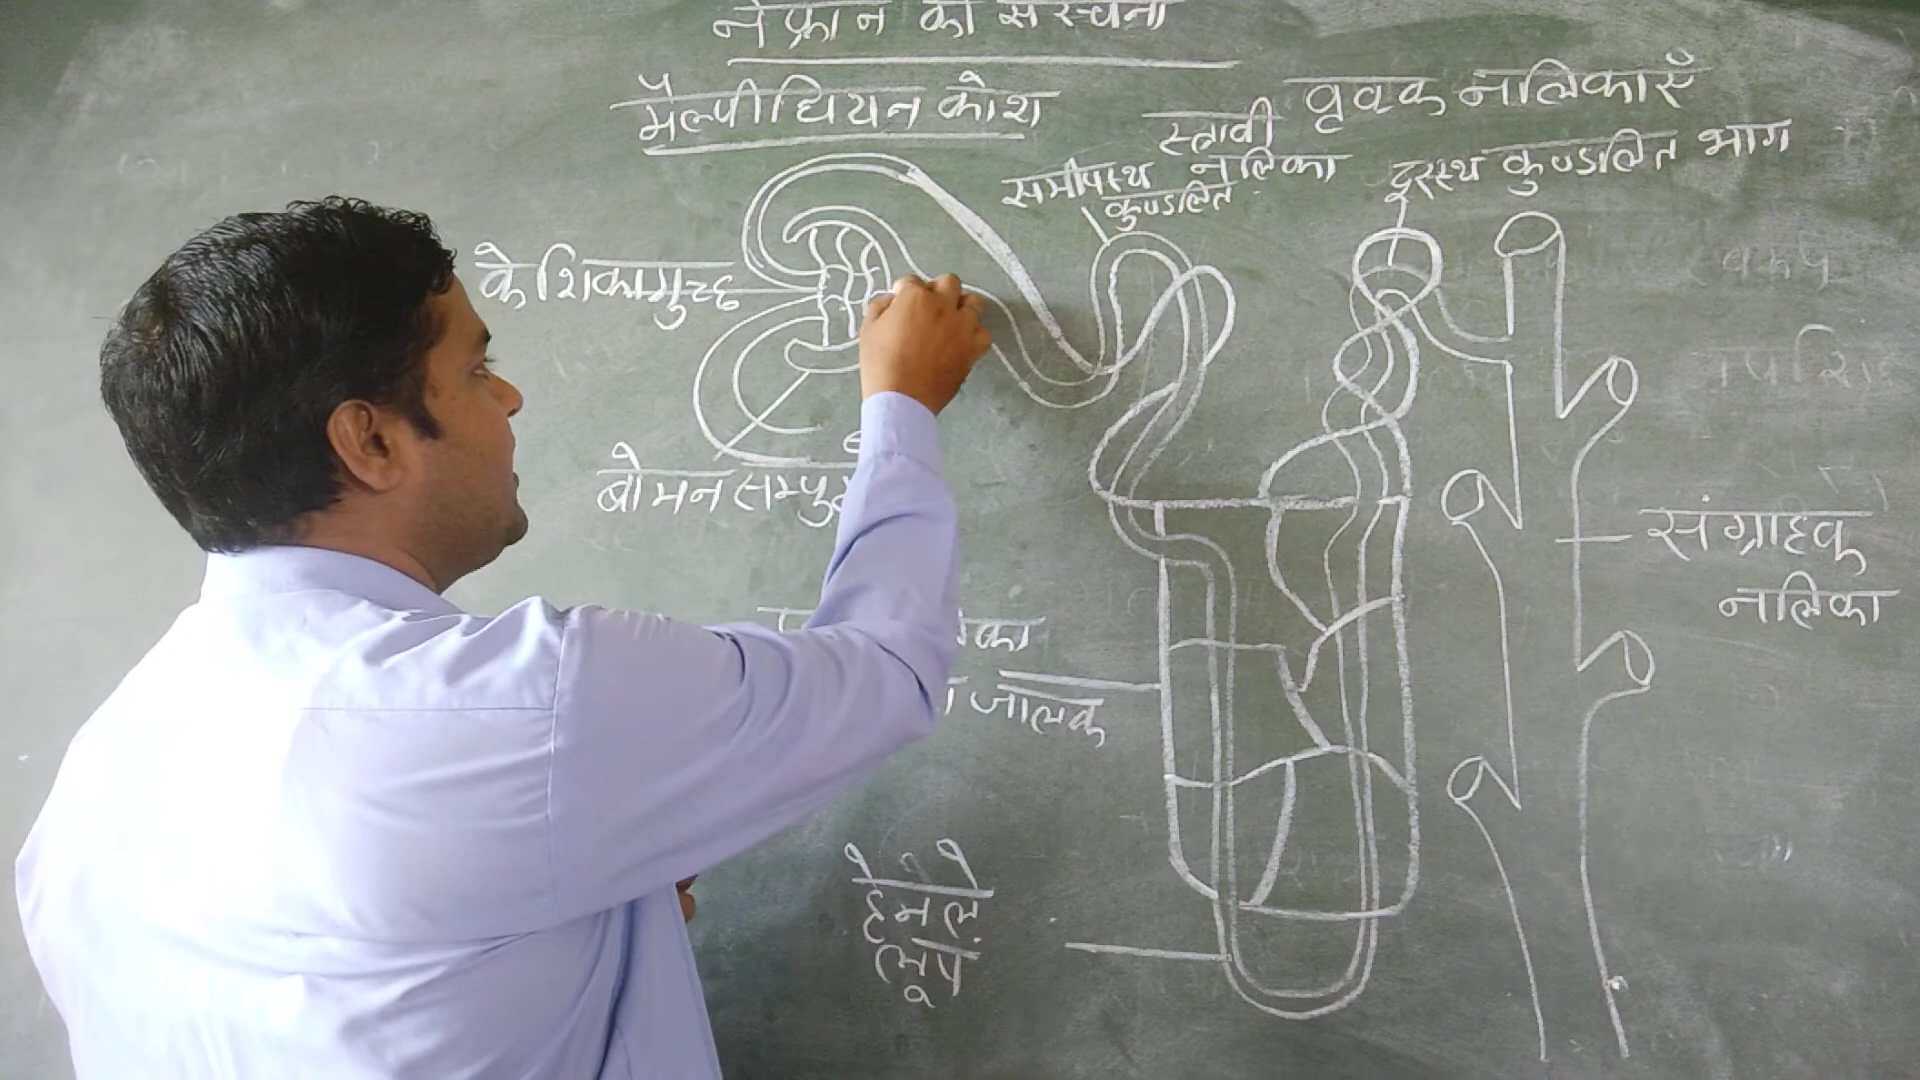 नेफ्रान की संरचना
मैल्पीघियन कोश
वृक्क नलिकाएँ
स्त्रावी
नलिका
समीपस्थ
कुण्डलित
दूरस्थ कुण्डलित भाग
केशिकागुच्छ
बोमन सम्पु
संग्राहक
नलिका
जालक
हेनले
लूप